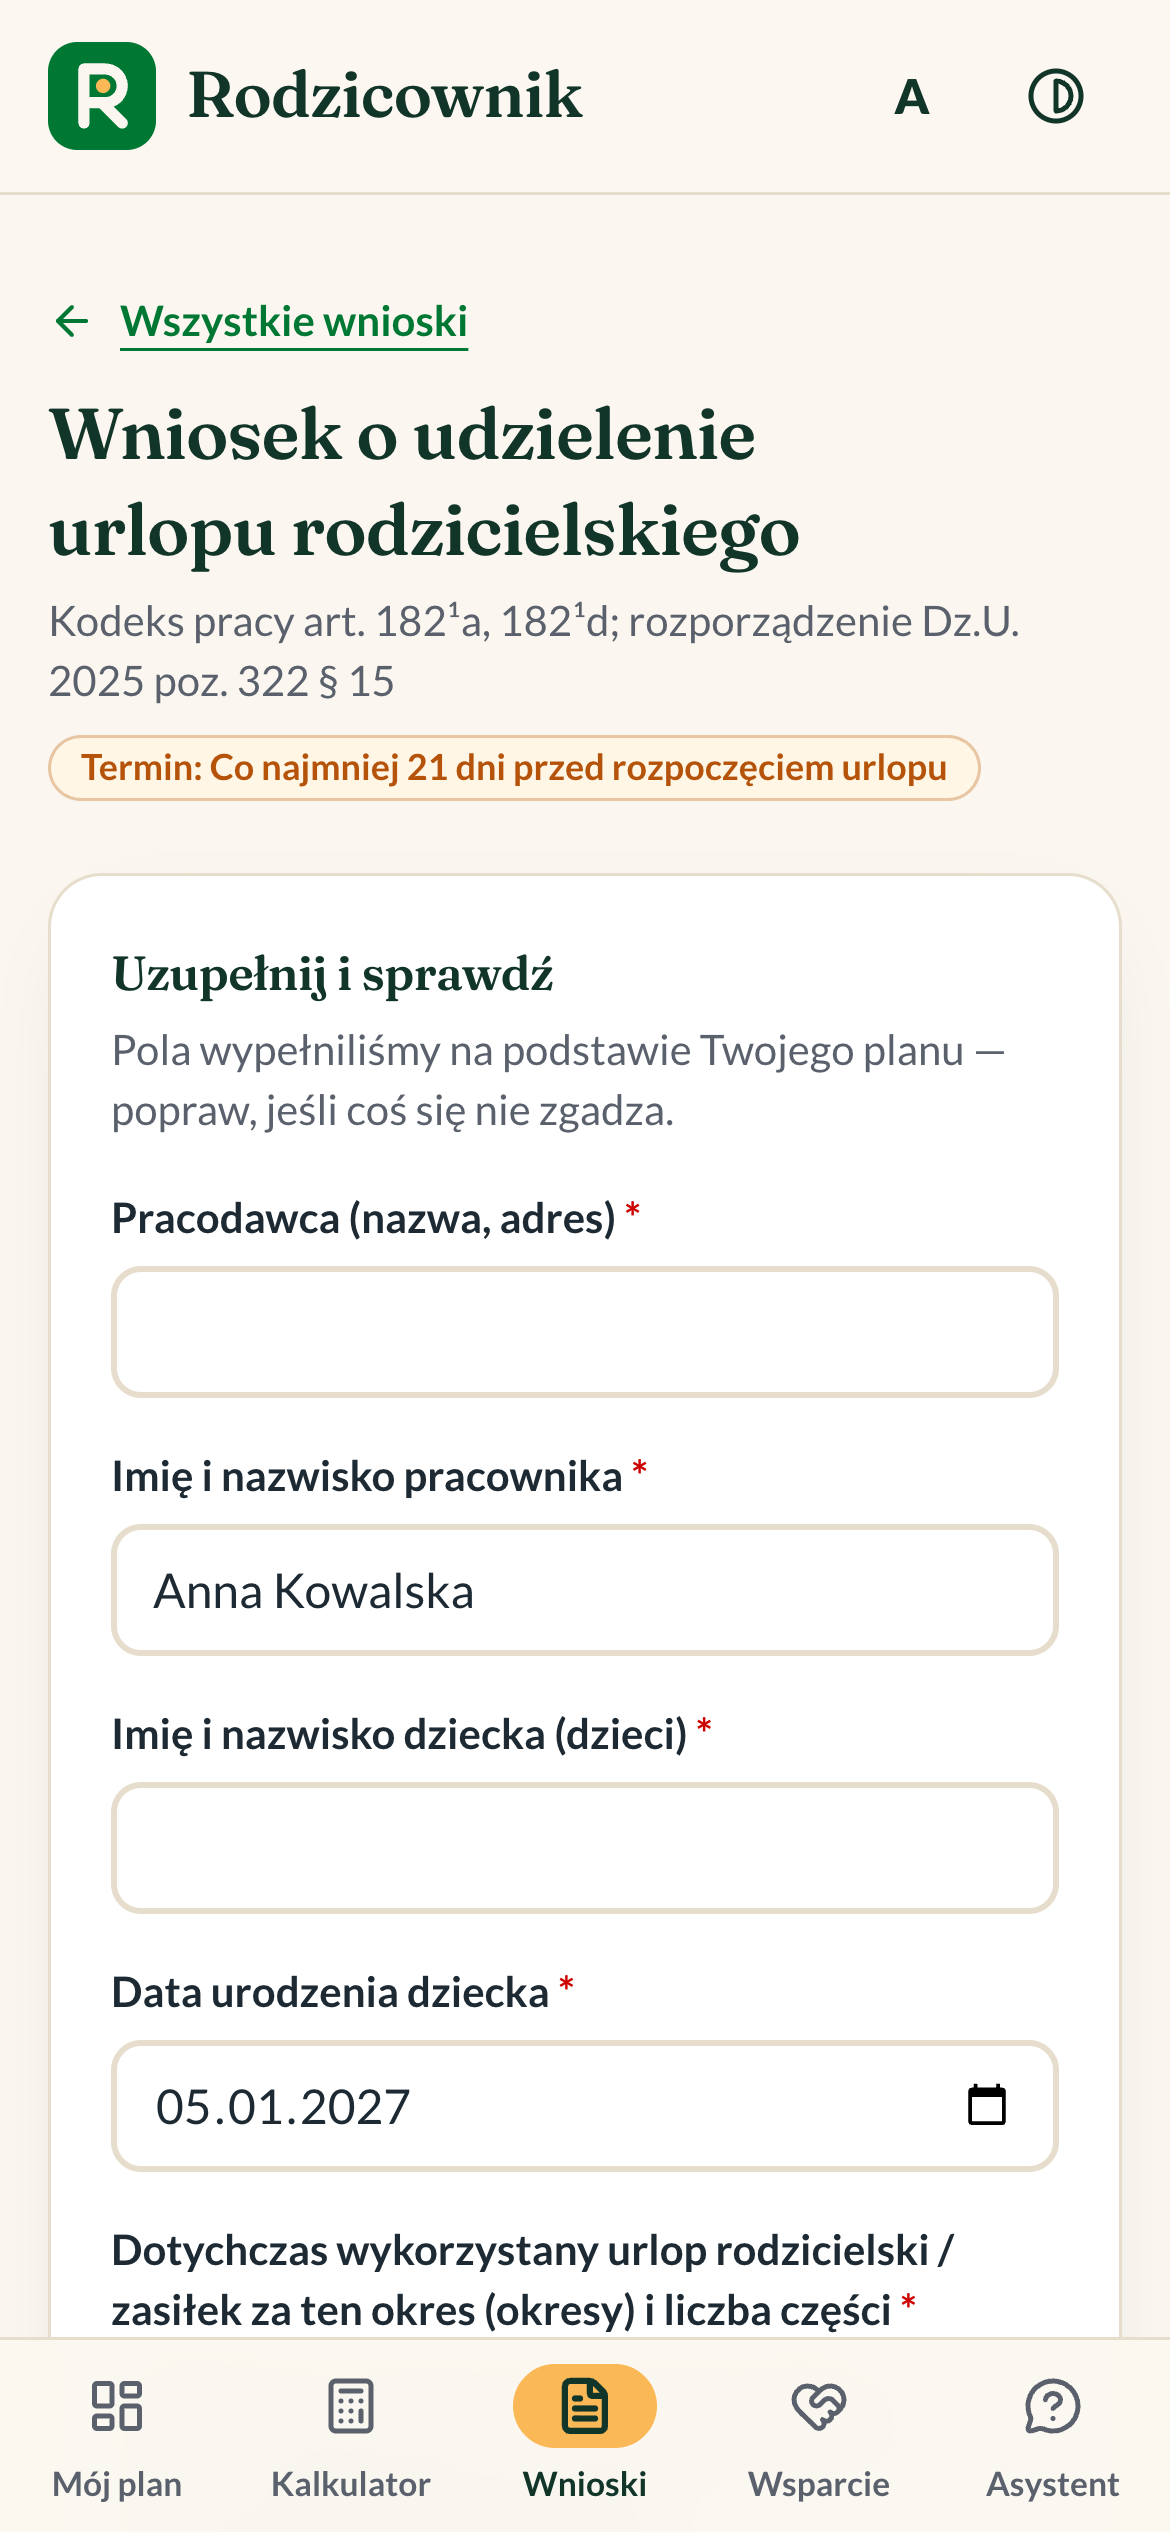 Rodzicownik
A
Wszystkie wnioski
Wniosek o udzielenie
urlopu rodzicielskiego
Kodeks pracy art. 182¹a, 182¹d; rozporządzenie Dz.U.
2025 poz. 322 § 15
Termin: Co najmniej 21 dni przed rozpoczęciem urlopu
Uzupełnij i sprawdź
Pola wypełniliśmy na podstawie Twojego planu —
popraw, jeśli coś się nie zgadza.
Pracodawca (nazwa, adres) *
Imię i nazwisko pracownika *
Anna Kowalska
Imię i nazwisko dziecka (dzieci) *
Data urodzenia dziecka *
05.01.2027
Dotychczas wykorzystany urlop rodzicielski /
zasiłek za ten okres (okresy) i liczba części *
Mój plan Kalkulator Wnioski Wsparcie Asystent